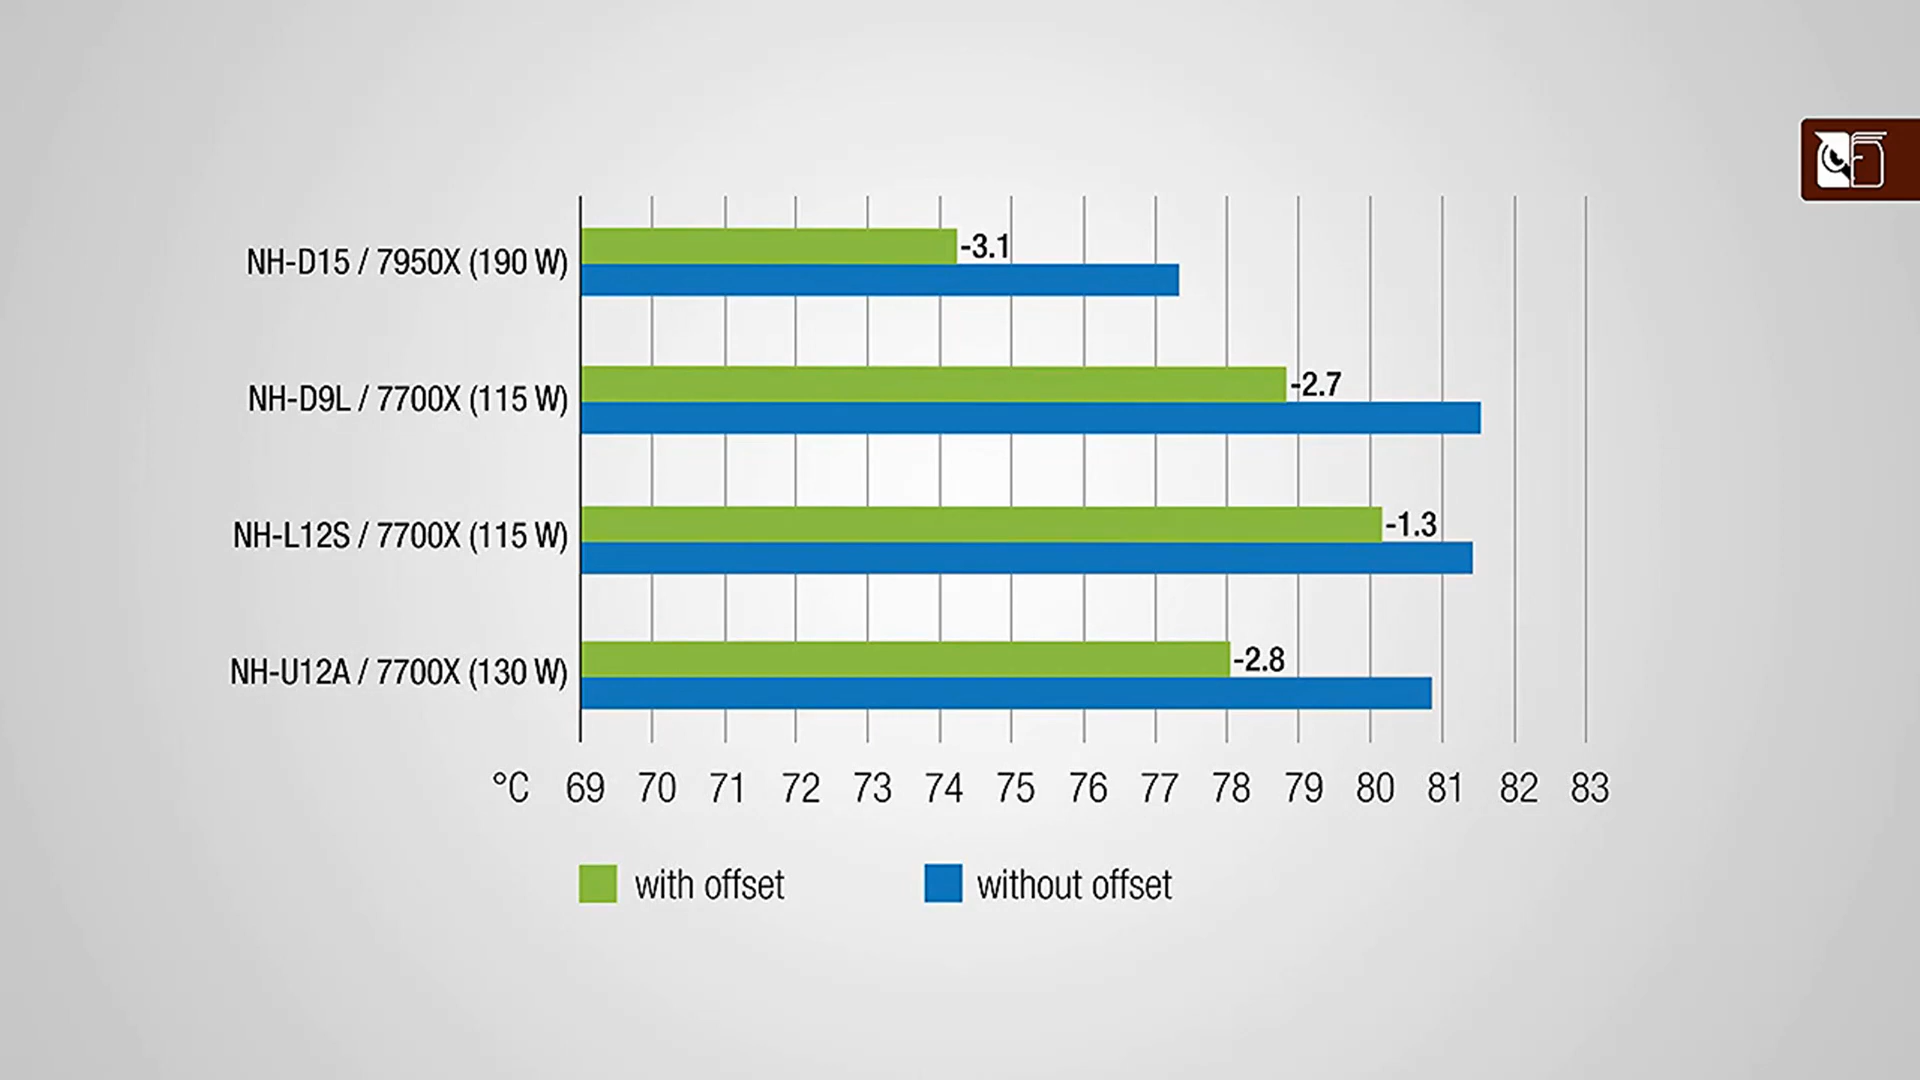 NH-D15 / 7950X (190 W)
-3.1
NH-D9L / 7700X (115 W)
-2.7
NH-L12S / 7700X (115 W)
-1.3
NH-U12A / 7700X (130 W)
-2.8
°C 69 70 71 72 73 74 75 76 77 78 79 80 81 82 83
with offset without offset